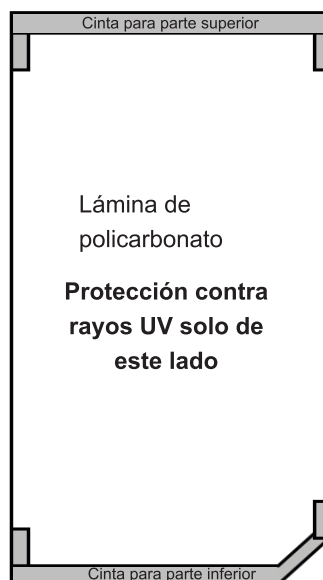 Cinta para parte superior
Lámina de
policarbonato
Protección contra
rayos UV solo de
este lado
Cinta para parte inferior